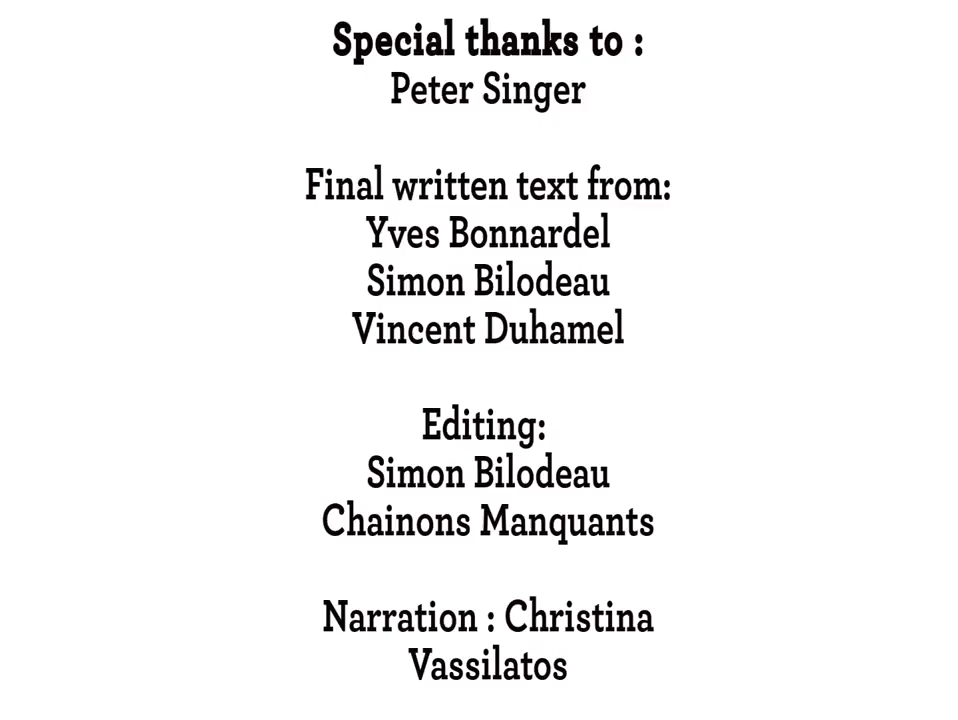 Special thanks to :
Peter Singer
Final written text from:
Yves Bonnardel
Simon Bilodeau
Vincent Duhamel
Editing:
Simon Bilodeau
Chainons Manquants
Narration : Christina
Vassilatos